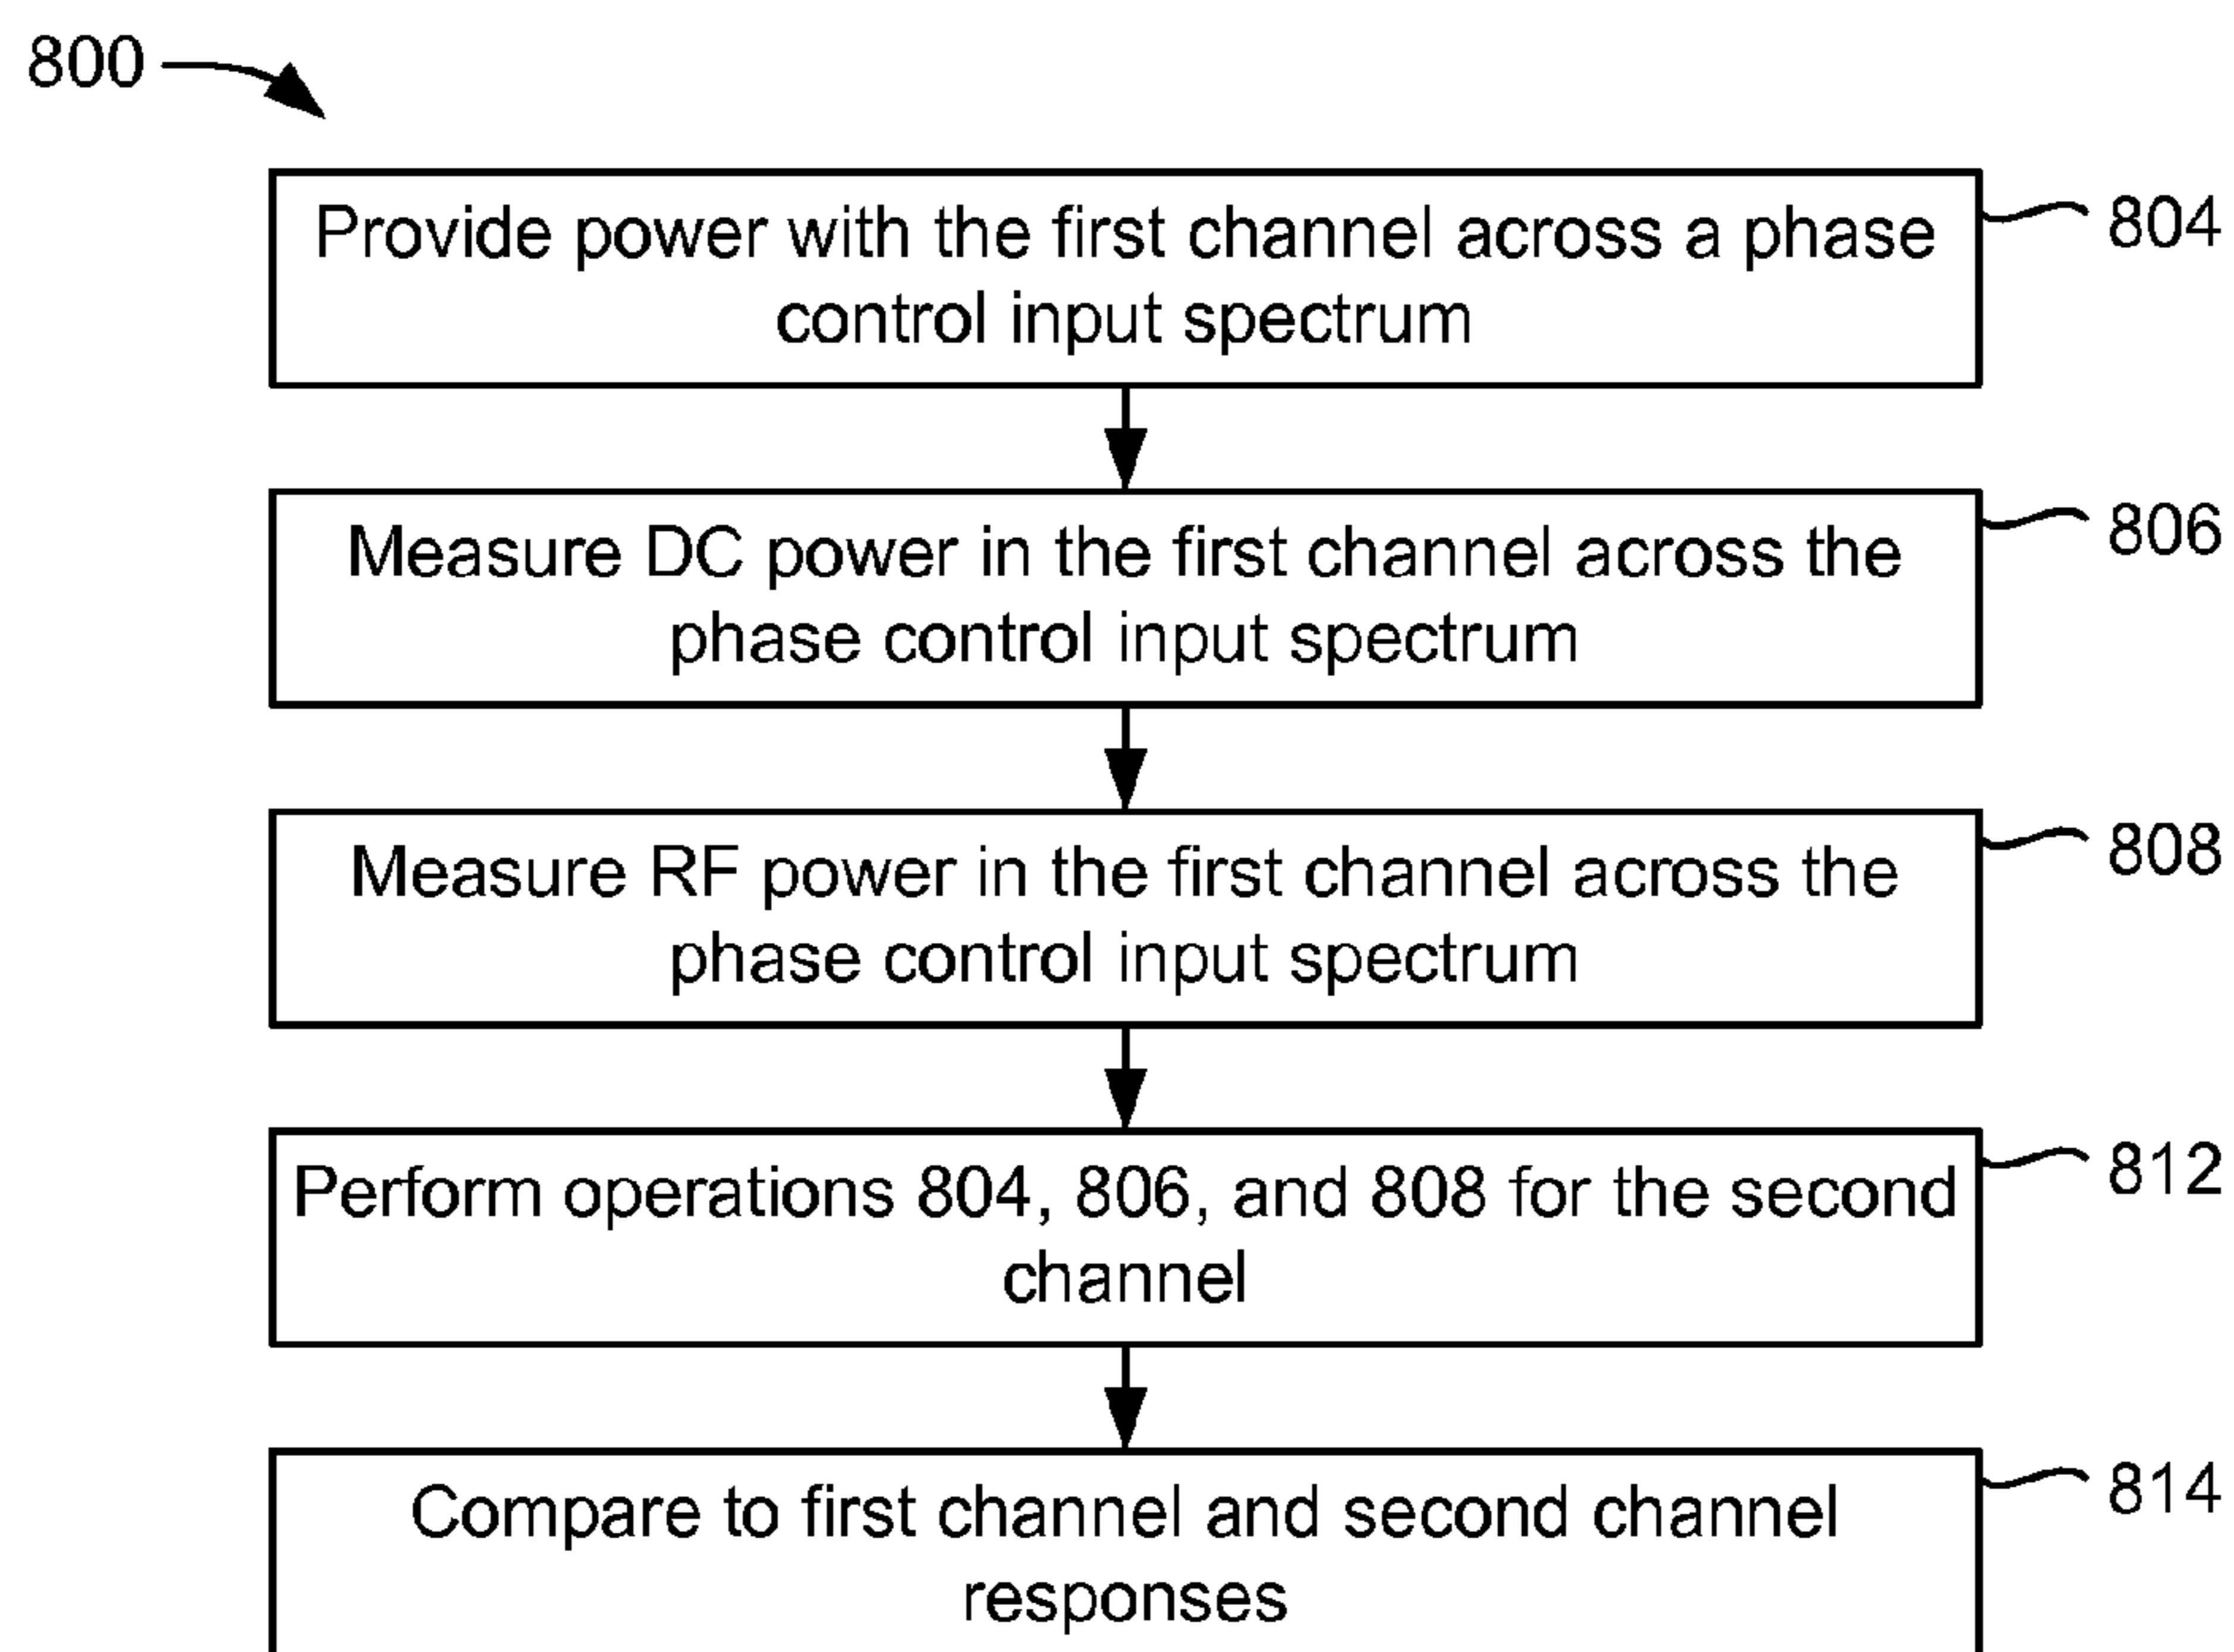 800
Provide power with the first channel across a phase
control input spectrum
804
Measure DC power in the first channel across the
phase control input spectrum
806
Measure RF power in the first channel across the
phase control input spectrum
808
Perform operations 804, 806, and 808 for the second
channel
812
Compare to first channel and second channel
responses
814